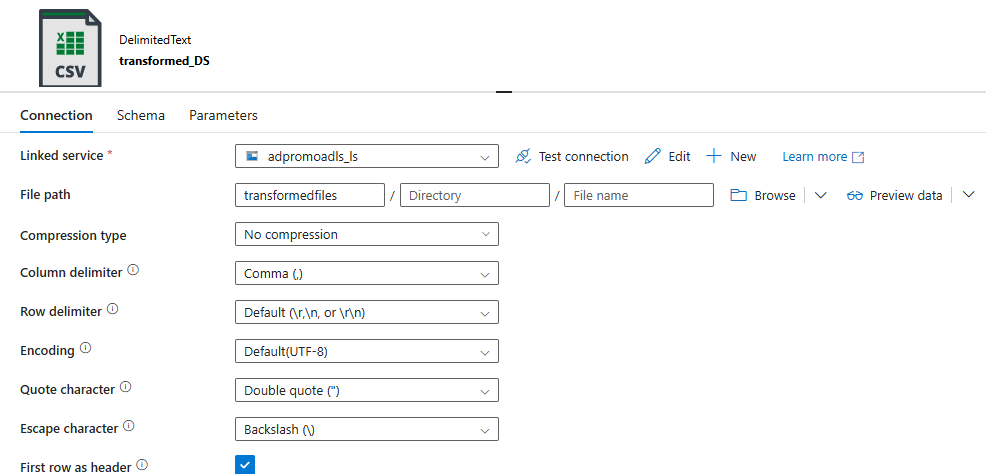 X
CSV
DelimitedText
transformed_DS
Connection Schema Parameters
Linked service * adpromoadls_ls Test connection Edit New Learn more
File path transformedfiles / Directory / File name Browse Preview data
Compression type No compression
Column delimiter Comma (,)
Row delimiter Default (\r,\n, or \r\n)
Encoding Default(UTF-8)
Quote character Double quote (")
Escape character Backslash (\)
First row as header